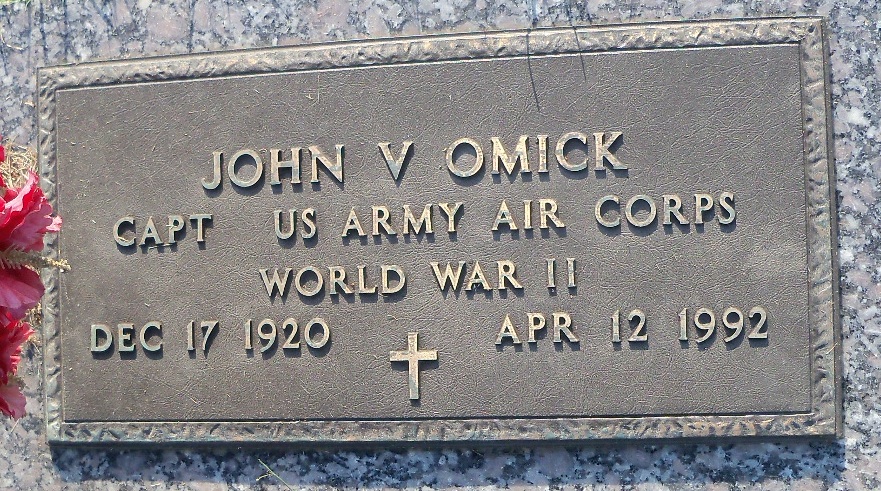 JOHN V OMICK
CAPT US ARMY AIR CORPS
WORLD WAR II
DEC 17 1920 APR 12 1992